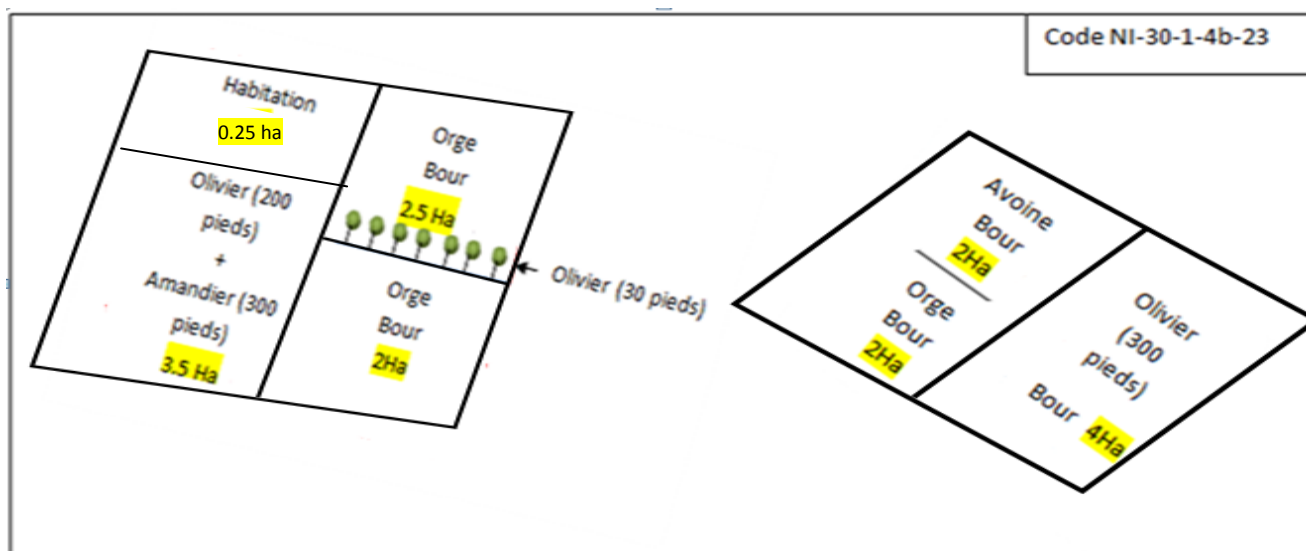 Code NI-30-1-4b-23
Habitation
0.25 ha
Olivier (200
pieds)
+
Amandier (300
pieds)
3.5 Ha
Orge
Bour
2.5 Ha
Olivier (30 pieds)
Orge
Bour
2Ha
Avoine
Bour
2Ha
Orge
Bour
2Ha
Olivier
(300
pieds)
Bour 4Ha